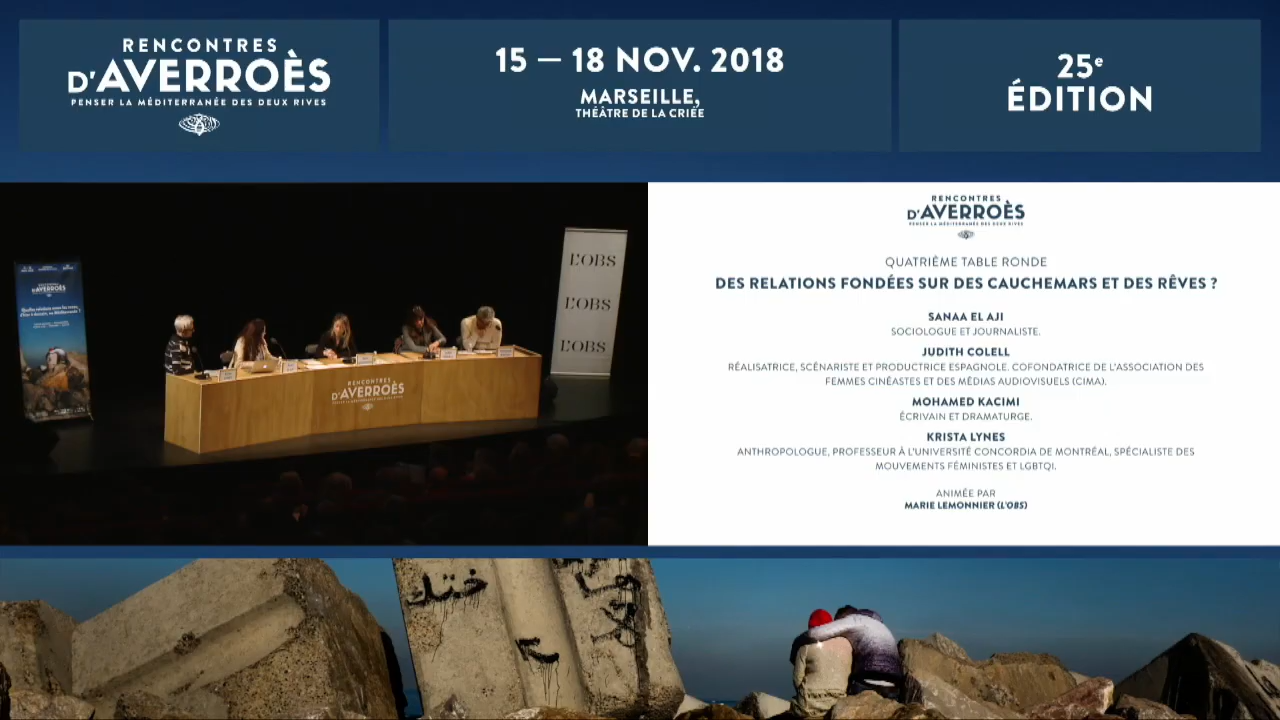 RENCONTRES
D'AVERROÈS
PENSER LA MÉDITERRANÉE DES DEUX RIVES
15 — 18 NOV. 2018
MARSEILLE,
THÉÂTRE DE LA CRIÉE
25e
ÉDITION
RENCONTRES
D'AVERROÈS
L'OBS
L'OBS
L'OBS
RENCONTRES
D'AVERROÈS
RENCONTRES
D'AVERROÈS
PENSER LA MÉDITERRANÉE DES DEUX RIVES
QUATRIÈME TABLE RONDE
DES RELATIONS FONDÉES SUR DES CAUCHEMARS ET DES RÊVES ?
SANAA EL AJI
SOCIOLOGUE ET JOURNALISTE.
JUDITH COLELL
RÉALISATRICE, SCÉNARISTE ET PRODUCTRICE ESPAGNOLE. COFONDATRICE DE L'ASSOCIATION DES
FEMMES CINÉASTES ET DES MÉDIAS AUDIOVISUELS (CIMA).
MOHAMED KACIMI
ÉCRIVAIN ET DRAMATURGE.
KRISTA LYNES
ANTHROPOLOGUE, PROFESSEUR À L'UNIVERSITÉ CONCORDIA DE MONTRÉAL, SPÉCIALISTE DES
MOUVEMENTS FÉMINISTES ET LGBTQI.
ANIMÉE PAR
MARIE LEMONNIER (L'OBS)
ختك